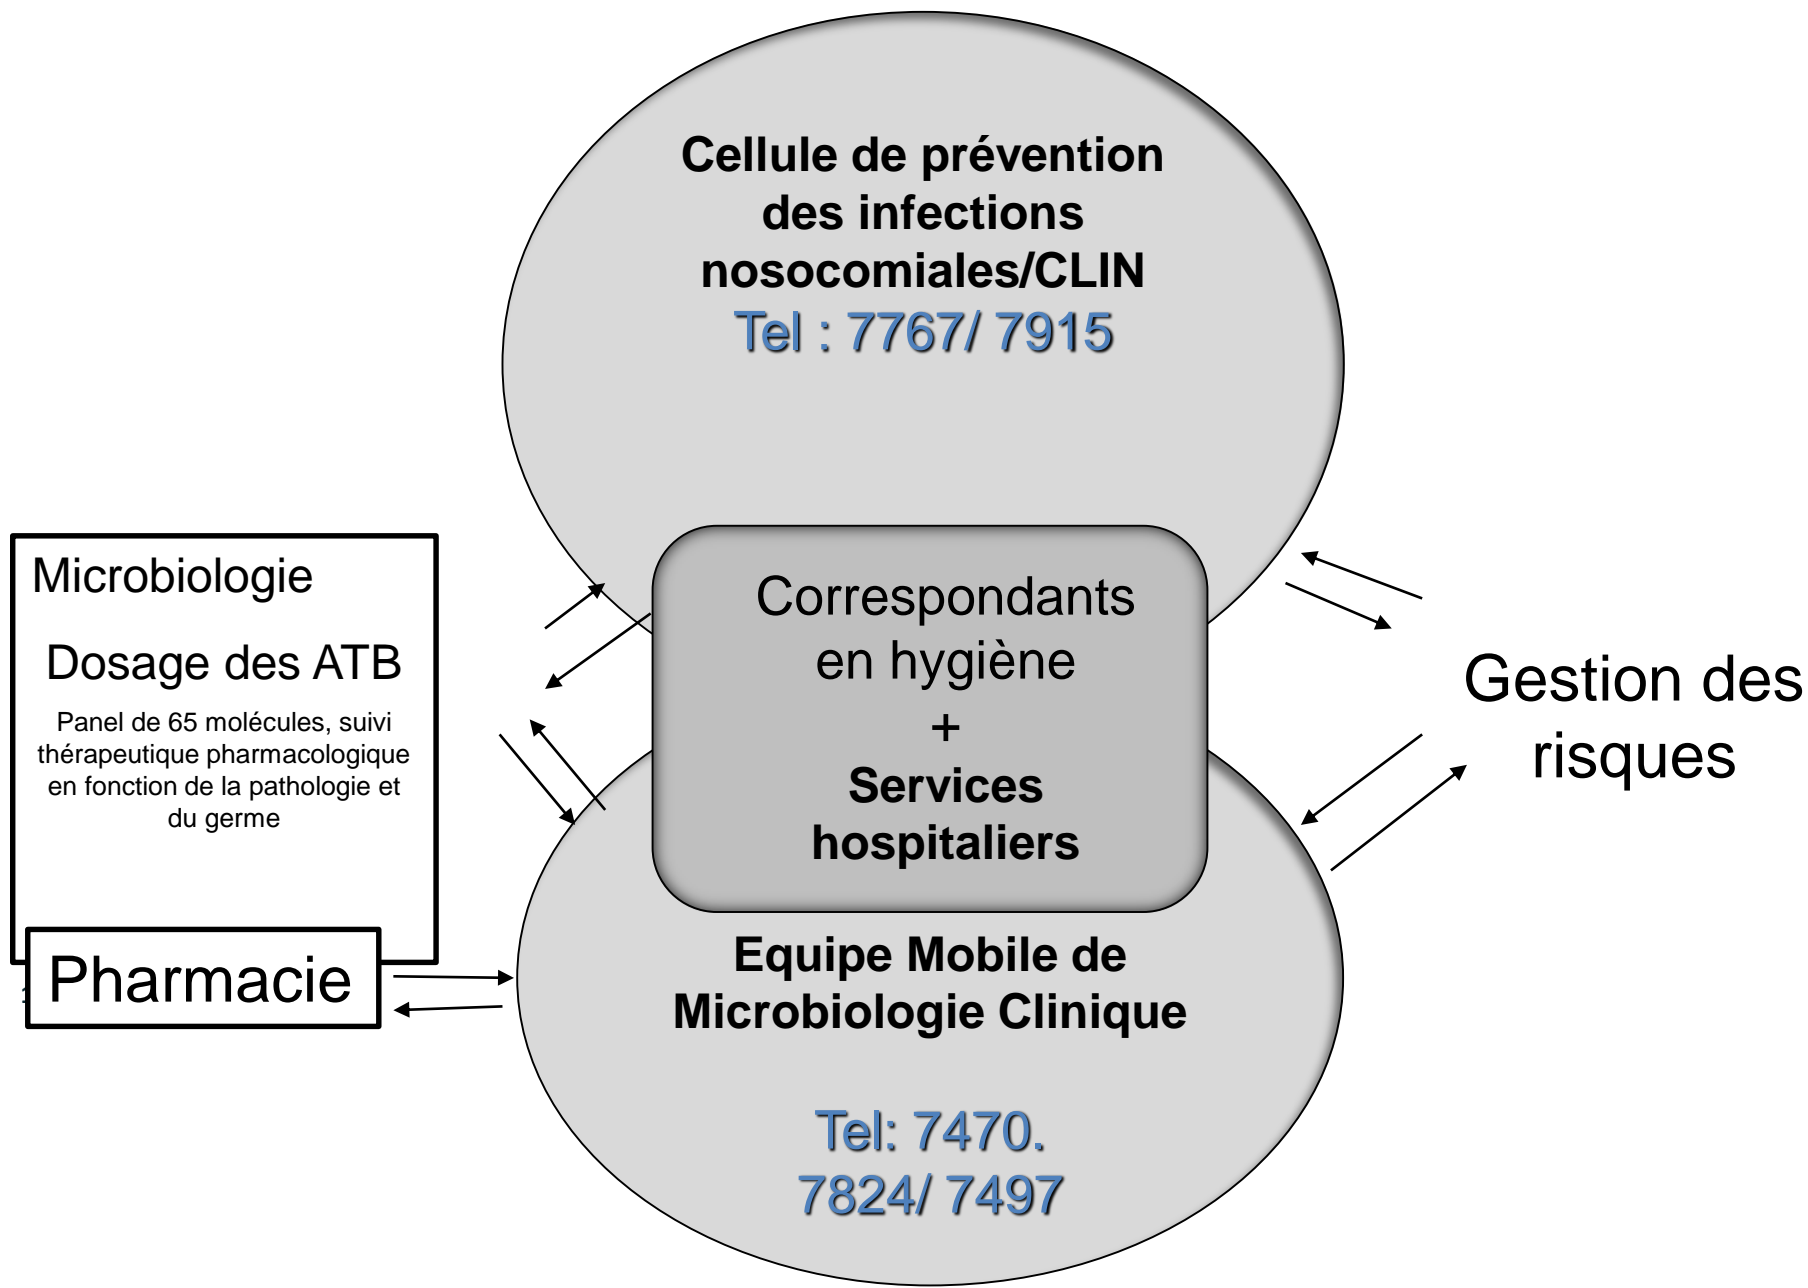 Cellule de prévention
des infections
nosocomiales/CLIN
Tel : 7767/ 7915
Microbiologie
Dosage des ATB
Panel de 65 molécules, suivi
thérapeutique pharmacologique
en fonction de la pathologie et
du germe
Pharmacie
Correspondants
en hygiène
+
Services
hospitaliers
Equipe Mobile de
Microbiologie Clinique
Tel: 7470.
7824/ 7497
Gestion des
risques